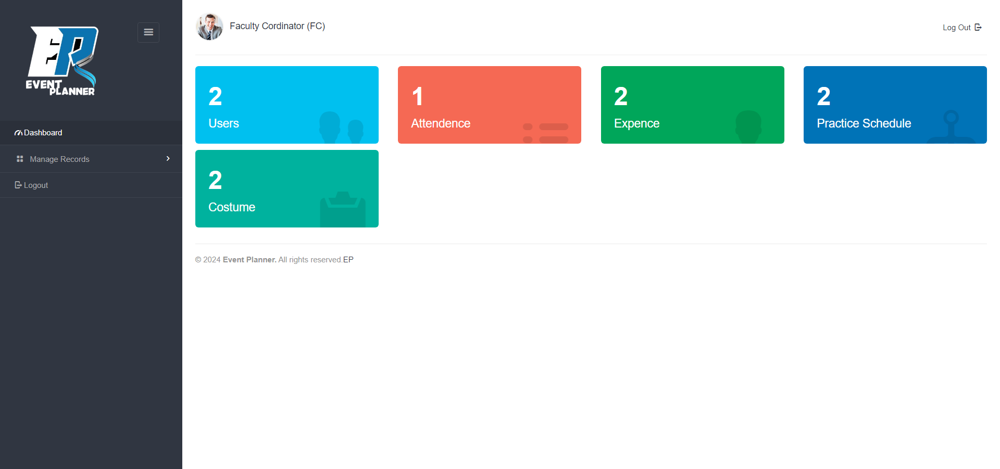 EP
EVENT
PLANNER
Dashboard
Manage Records
Logout
Faculty Cordinator (FC)
Log Out
2
Users
1
Attendence
2
Expence
2
Practice Schedule
2
Costume
© 2024 Event Planner. All rights reserved.EP